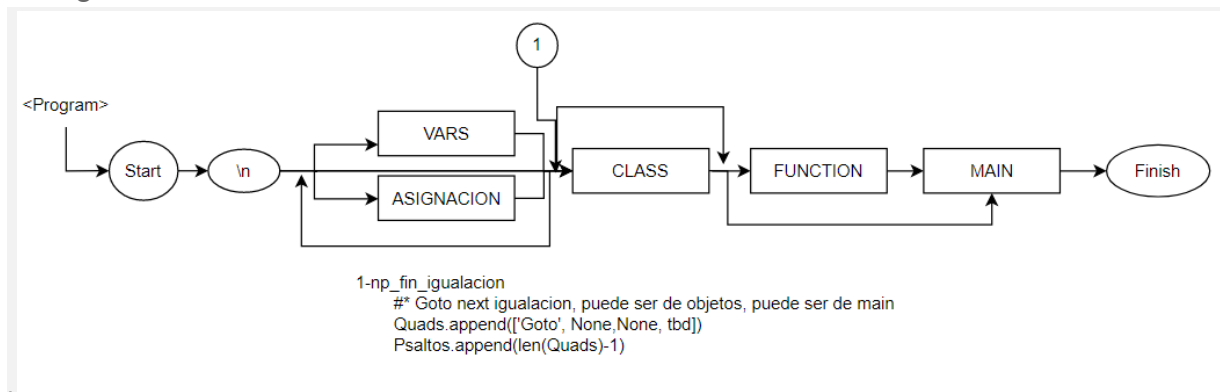 1
<Program>
Start
\n
VARS
ASIGNACION
CLASS
FUNCTION
MAIN
Finish
1-np_fin_igualacion
#* Goto next igualacion, puede ser de objetos, puede ser de main
Quads.append(['Goto', None,None, tbd])
Psaltos.append(len(Quads)-1)